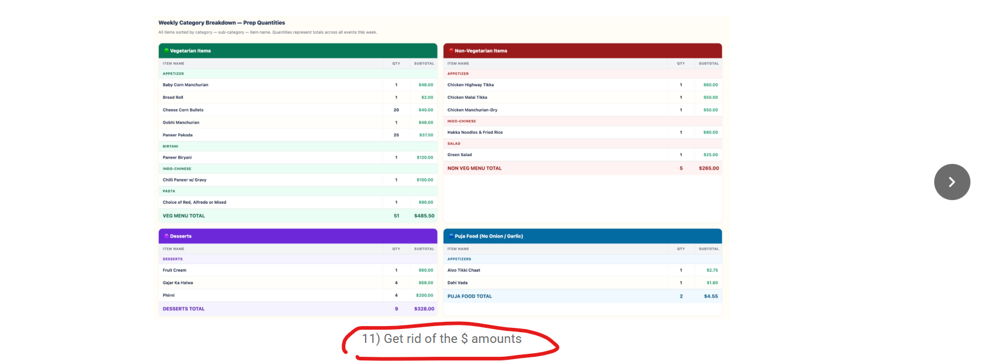 Weekly Category Breakdown — Prep Quantities
All items sorted by category — sub-category — item name. Quantities represent totals across all events this week.
Vegetarian Items
ITEM NAME QTY SUBTOTAL
APPETIZER
Baby Corn Manchurian 1 $48.00
Bread Roll 1 $2.00
Cheese Corn Bullets 20 $40.00
Gobhi Manchurian 1 $48.00
Paneer Pakoda 25 $37.50
BIRYANI
Paneer Biryani 1 $120.00
INDO-CHINESE
Chilli Paneer w/ Gravy 1 $100.00
PASTA
Choice of Red, Alfredo or Mixed 1 $90.00
VEG MENU TOTAL 51 $485.50
Non-Vegetarian Items
ITEM NAME QTY SUBTOTAL
APPETIZER
Chicken Highway Tikka 1 $60.00
Chicken Malai Tikka 1 $50.00
Chicken Manchurian-Dry 1 $50.00
INDO-CHINESE
Hakka Noodles & Fried Rice 1 $80.00
SALAD
Green Salad 1 $25.00
NON VEG MENU TOTAL 5 $265.00
Desserts
ITEM NAME QTY SUBTOTAL
DESSERTS
Fruit Cream 1 $60.00
Gajar Ka Halwa 4 $68.00
Phirni 4 $200.00
DESSERTS TOTAL 9 $328.00
Puja Food (No Onion / Garlic)
ITEM NAME QTY SUBTOTAL
APPETIZERS
Aloo Tikki Chaat 1 $2.75
Dahi Vada 1 $1.80
PUJA FOOD TOTAL 2 $4.55
11) Get rid of the $ amounts